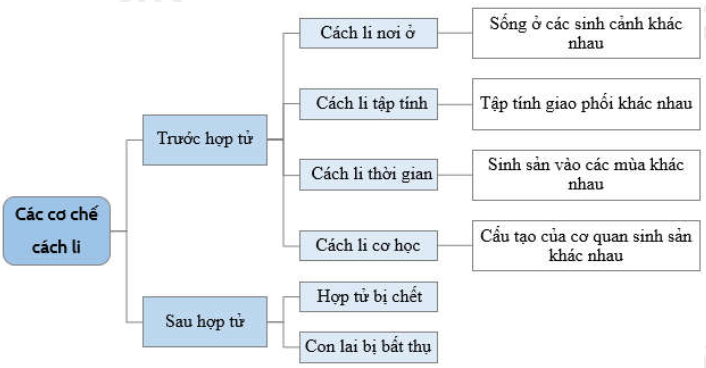 Các cơ chế
cách li
Trước hợp tử
Cách li nơi ở
Sống ở các sinh cảnh khác
nhau
Cách li tập tính
Tập tính giao phối khác nhau
Cách li thời gian
Sinh sản vào các mùa khác
nhau
Cách li cơ học
Cấu tạo của cơ quan sinh sản
khác nhau
Sau hợp tử
Hợp tử bị chết
Con lai bị bất thụ